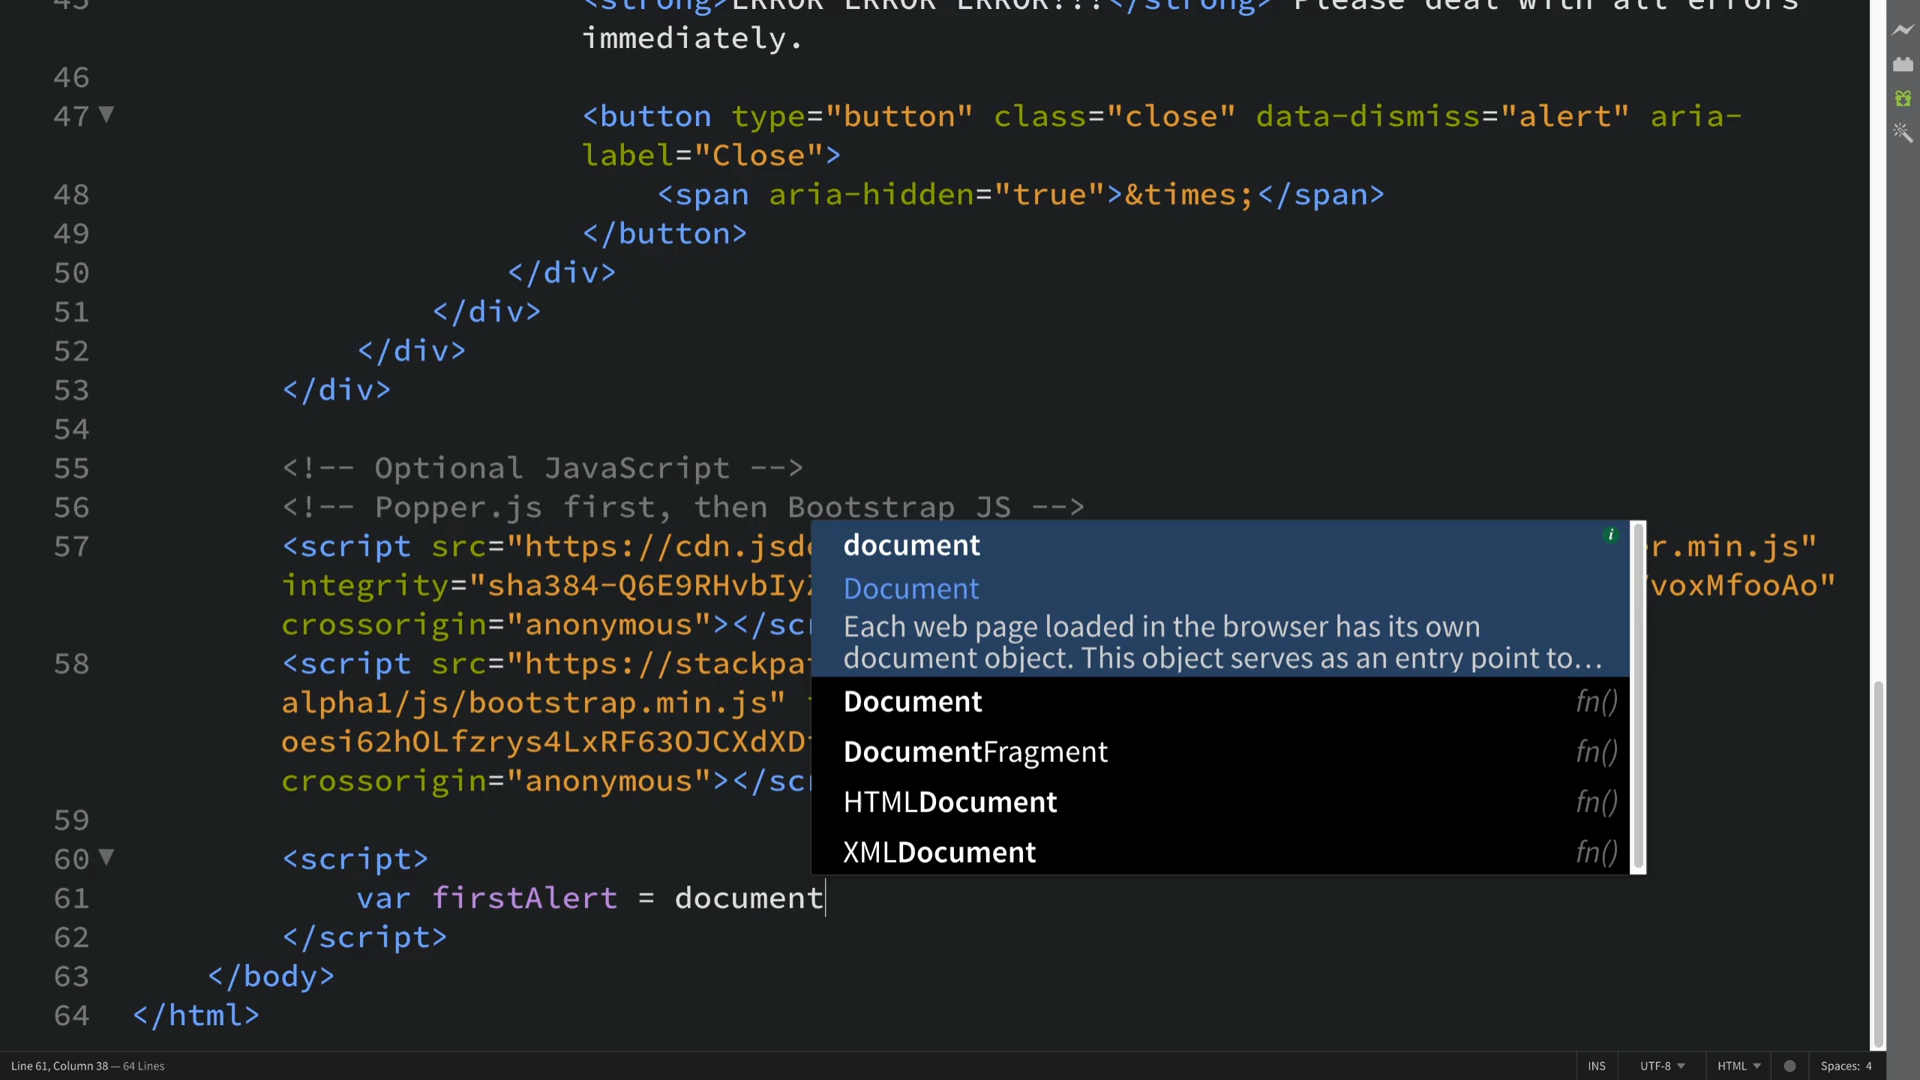 45 <strong>ERROR ERROR ERROR!!!</strong> Please deal with all errors
immediately.
46
47 <button type="button" class="close" data-dismiss="alert" aria-
label="Close">
48 <span aria-hidden="true">&times;</span>
49 </button>
50 </div>
51 </div>
52 </div>
53 </div>
54
55 <!-- Optional JavaScript -->
56 <!-- Popper.js first, then Bootstrap JS -->
57 <script src="https://cdn.jsde r.min.js"
integrity="sha384-Q6E9RHvbIyZ voxMfooAo"
crossorigin="anonymous"></scr
58 <script src="https://stackpat
alpha1/js/bootstrap.min.js"
oesi62hOLfzrys4LxRF63OJCXdXD
crossorigin="anonymous"></scr
59
60 <script>
61 var firstAlert = document
62 </script>
63 </body>
64 </html>
document
Document
Each web page loaded in the browser has its own
document object. This object serves as an entry point to...
Document fn()
DocumentFragment fn()
HTMLDocument fn()
XMLDocument fn()
Line 61, Column 38 — 64 Lines INS UTF-8 HTML Spaces: 4